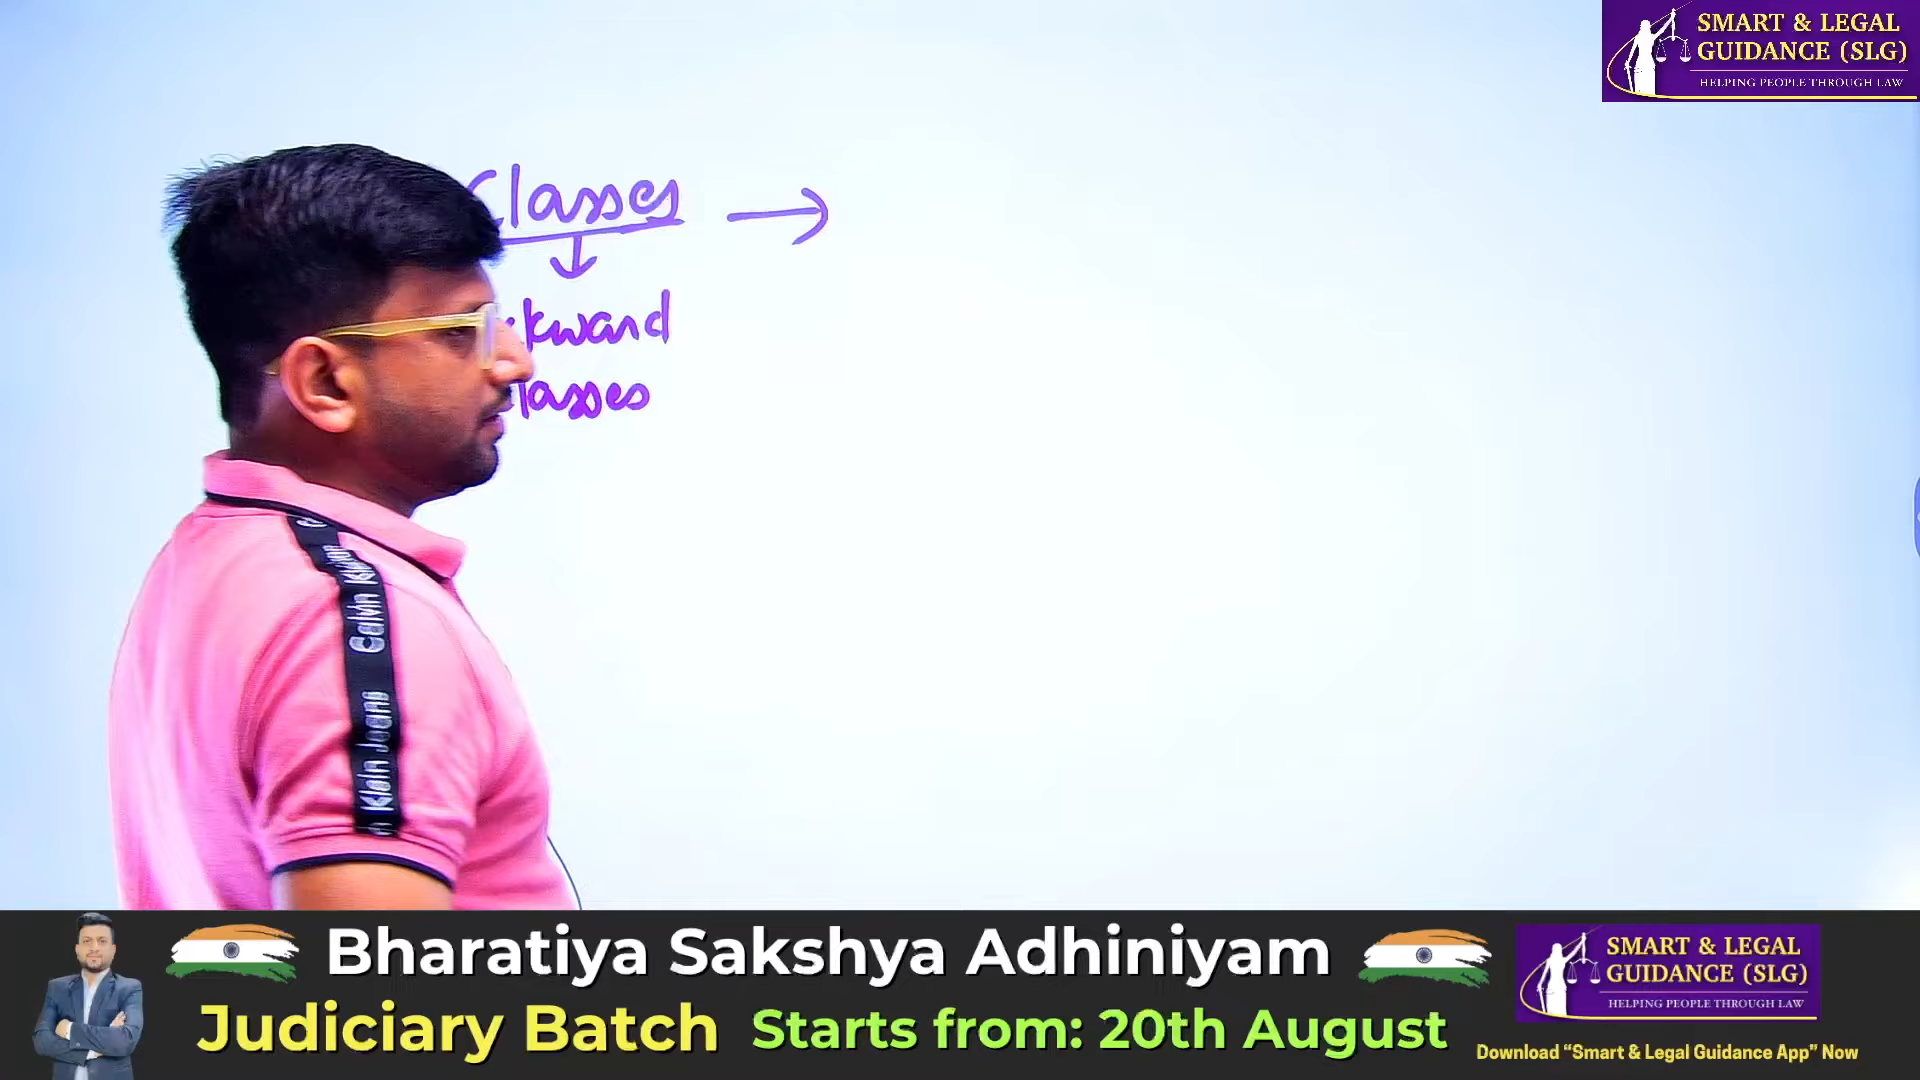 SMART & LEGAL
GUIDANCE (SLG)
HELPING PEOPLE THROUGH LAW
Classes →
kward
lasses
Calvin Kl
Klein Jeans
Bharatiya Sakshya Adhiniyam
Judiciary Batch Starts from: 20th August
SMART & LEGAL
GUIDANCE (SLG)
HELPING PEOPLE THROUGH LAW
Download “Smart & Legal Guidance App” Now